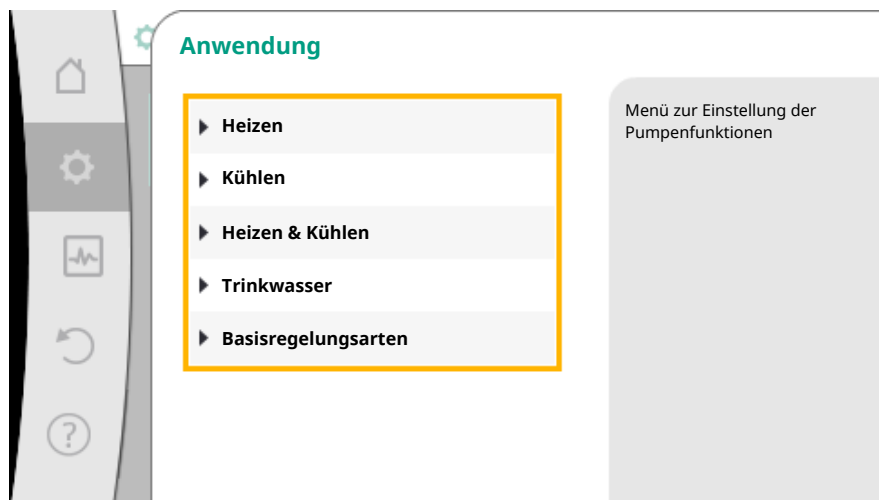 Anwendung
Heizen
Kühlen
Heizen & Kühlen
Trinkwasser
Basisregelungsarten
Menü zur Einstellung der
Pumpenfunktionen
?